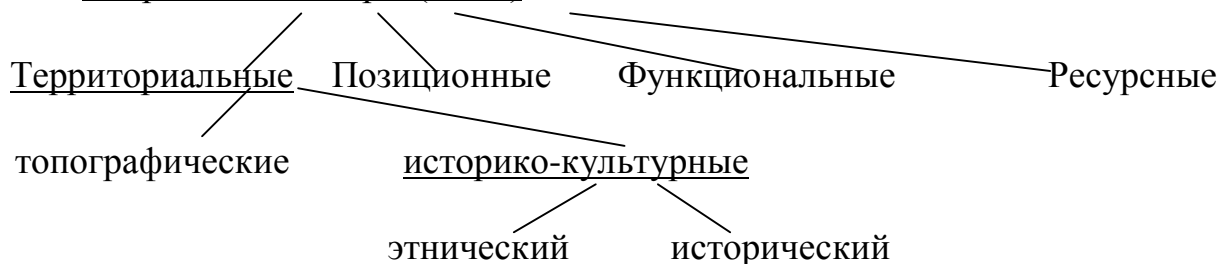 Территориальные Позиционные Функциональные Ресурсные
топографические историко-культурные
этнический исторический